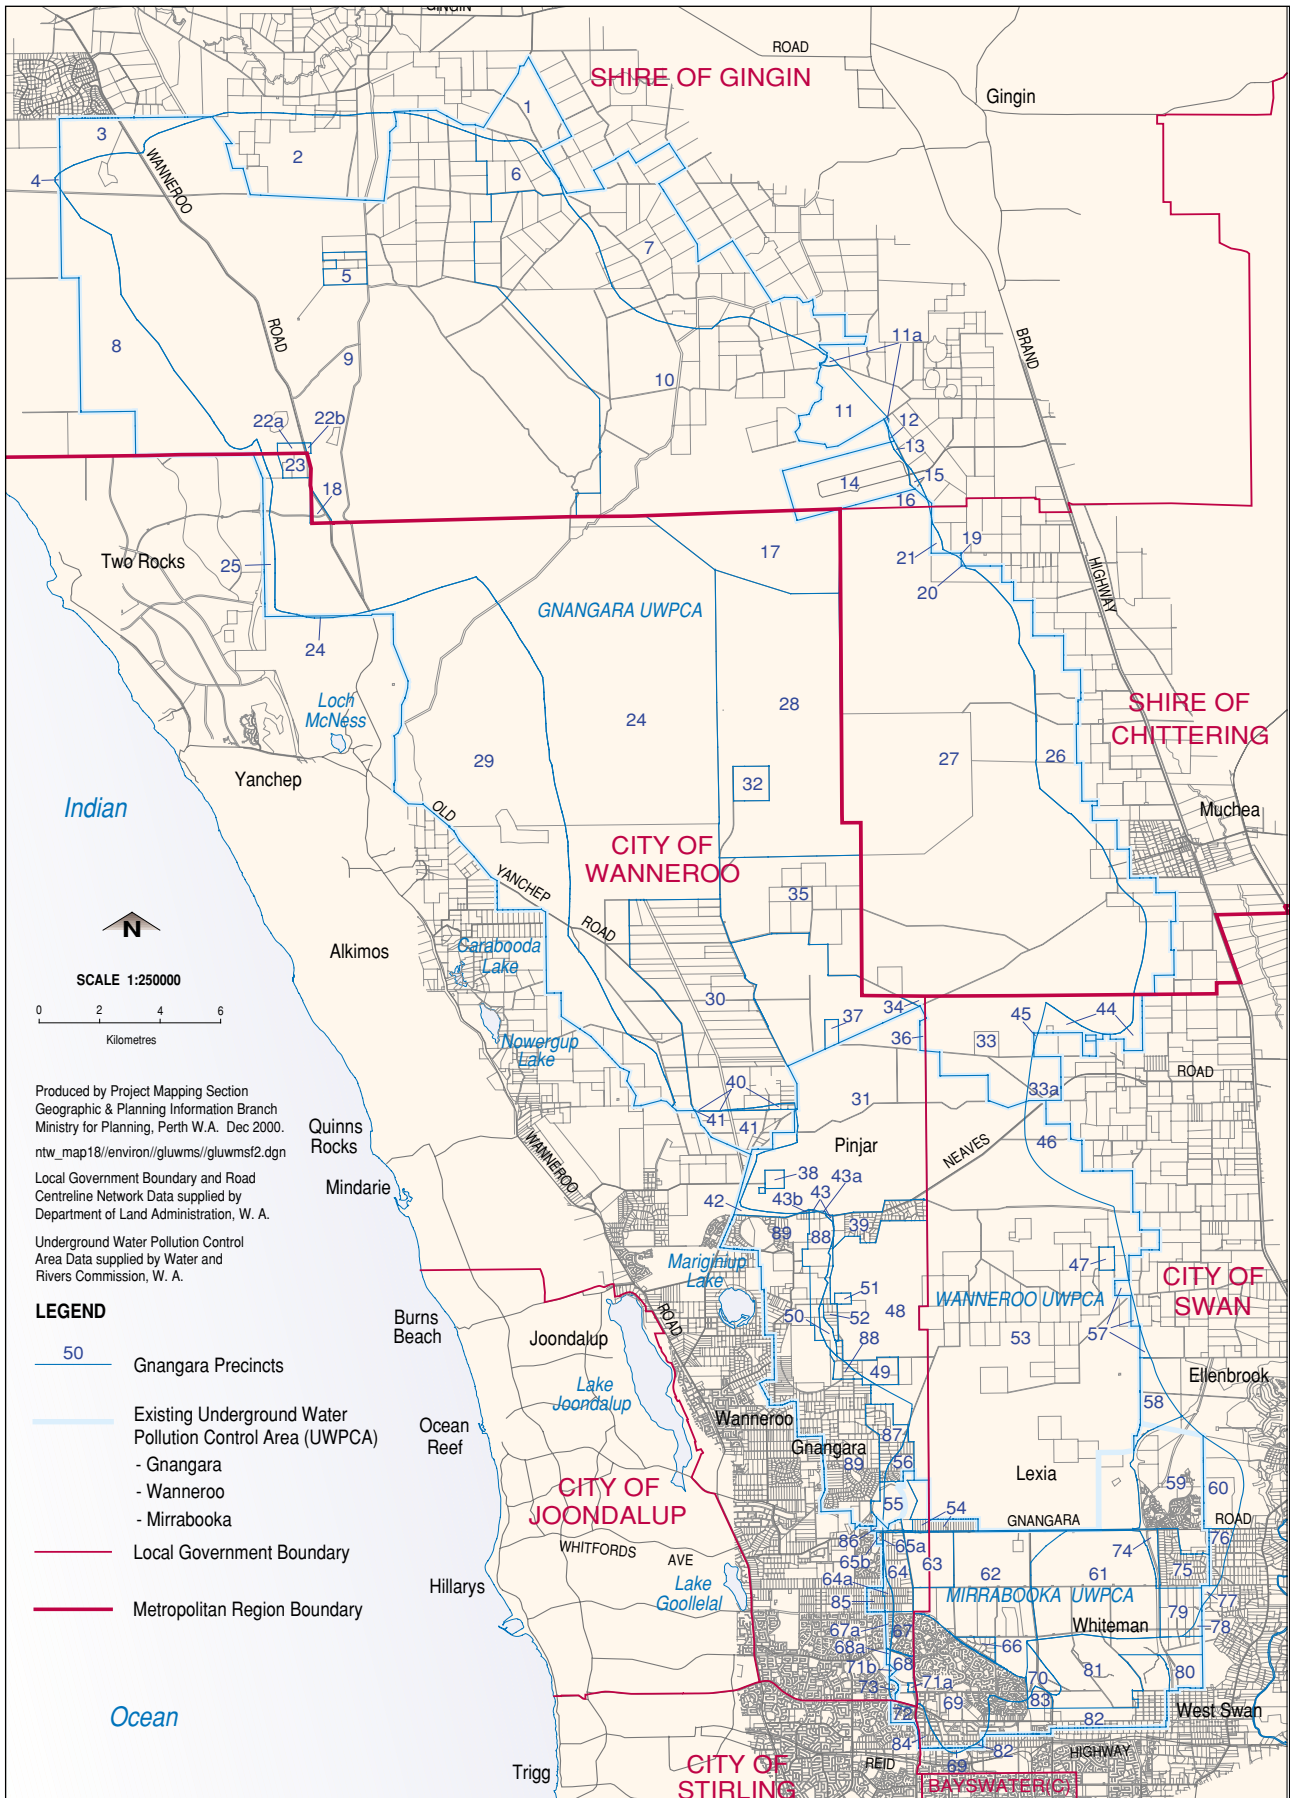 GINGIN
ROAD
SHIRE OF GINGIN
Gingin
1
3
2
WANNEROO
4
6
7
5
8
ROAD
9
BRAND
11a
10
11
12
22a
22b
13
23
14
15
18
16
17
19
21
Two Rocks
25
HIGHWAY
20
GNANGARA UWPCA
24
Loch
McNess
24
28
SHIRE OF
CHITTERING
26
27
29
Yanchep
32
Indian
OLD
Muchea
CITY OF
WANNEROO
YANCHEP
35
ROAD
N
Carabooda
Lake
Alkimos
SCALE 1:250000
30
0 2 4 6
Kilometres
34
37
45
44
36
33
Nowergup
Lake
ROAD
40
33a
31
Produced by Project Mapping Section
Geographic & Planning Information Branch
Ministry for Planning, Perth W.A. Dec 2000.
ntw_map18//environ//gluwms//gluwmsf2.dgn
Local Government Boundary and Road
Centreline Network Data supplied by
Department of Land Administration, W. A.
Underground Water Pollution Control
Area Data supplied by Water and
Rivers Commission, W. A.
Quinns
Rocks
41
41
Pinjar
46
NEAVES
WANNEROO
38
43a
Mindarie
43b
43
42
39
89
88
Mariginiup
Lake
47
CITY OF
SWAN
51
48
WANNEROO UWPCA
LEGEND
Burns
Beach
ROAD
50
52
53
57
Joondalup
88
50
Gnangara Precincts
49
Ellenbrook
Lake
Joondalup
58
Existing Underground Water
Pollution Control Area (UWPCA)
- Gnangara
- Wanneroo
- Mirrabooka
Ocean
Reef
Wanneroo
87
Gnangara
89
56
Lexia
59
60
CITY OF
JOONDALUP
55
54
GNANGARA
ROAD
Local Government Boundary
WHITFORDS
AVE
86
65a
74
76
65b
63
Hillarys
Lake
Goollelal
64a
64
62
61
75
MIRRABOOKA UWPCA
85
77
Metropolitan Region Boundary
79
67a
67
Whiteman
78
68a
66
71b
68
70
81
80
73
71a
69
83
72
82
West Swan
Ocean
84
82
HIGHWAY
REID
69
CITY OF
STIRLING
Trigg
BAYSWATER(C)